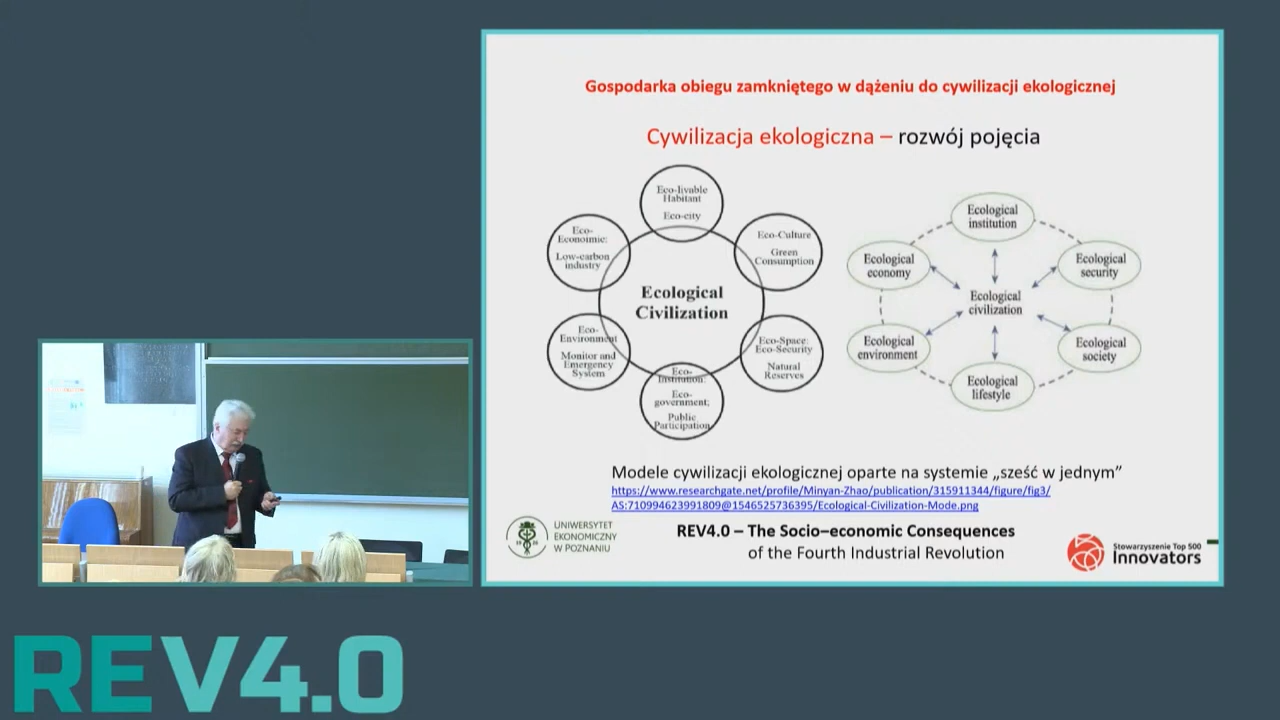 Gospodarka obiegu zamkniętego w dążeniu do cywilizacji ekologicznej
Cywilizacja ekologiczna – rozwój pojęcia
Eco-livable
Habitant
Eco-city
Eco-
Economic:
Low-carbon
industry
Eco-Culture
Green
Consumption
Ecological
Civilization
Eco-
Environment
Monitor and
Emergency
System
Eco-Space:
Eco-Security
Natural
Reserves
Eco-
Institution:
Eco-
government;
Public
Participation
Ecological
institution
Ecological
economy
Ecological
security
Ecological
civilization
Ecological
environment
Ecological
society
Ecological
lifestyle
Modele cywilizacji ekologicznej oparte na systemie „sześć w jednym”
https://www.researchgate.net/profile/Minyan-Zhao/publication/315911344/figure/fig3/
AS:710994623991809@1546525736395/Ecological-Civilization-Mode.png
UNIWERSYTET
EKONOMICZNY
W POZNANIU
REV4.0 – The Socio–economic Consequences
of the Fourth Industrial Revolution
Stowarzyszenie Top 500
Innovators
REV4.0